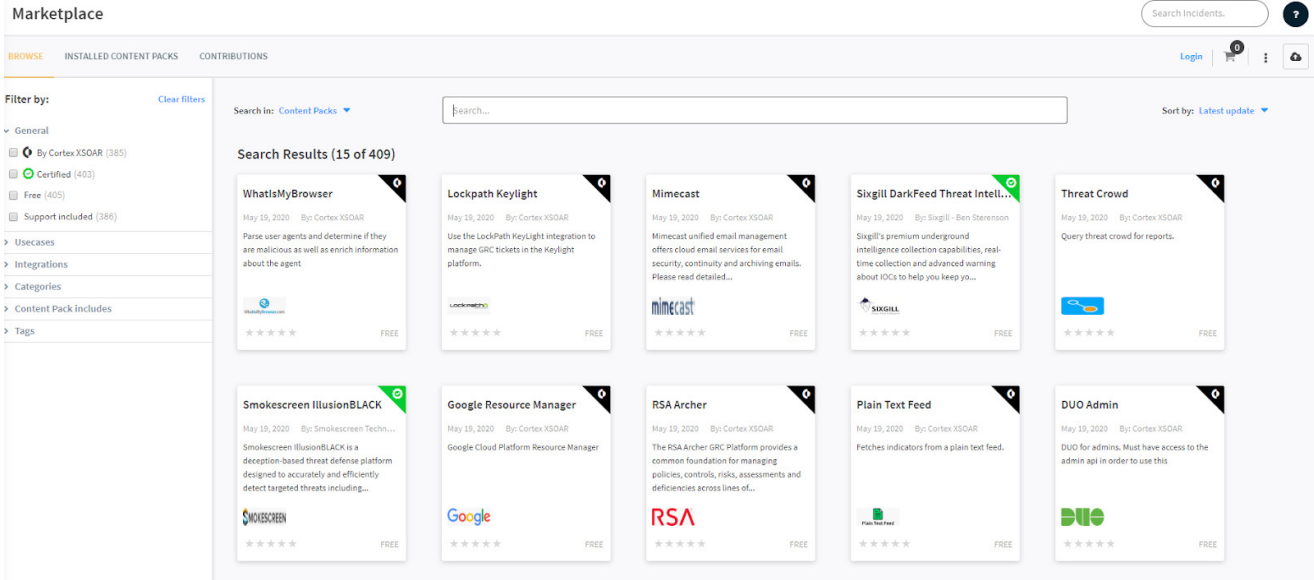 Marketplace
Search Incidents.
?
BROWSE
INSTALLED CONTENT PACKS
CONTRIBUTIONS
Login
0
Filter by:
Clear filters
General
By Cortex XSOAR (385)
Certified (403)
Free (405)
Support included (386)
Usecases
Integrations
Categories
Content Pack includes
Tags
Search in: Content Packs
Search...
Sort by: Latest update
Search Results (15 of 409)
WhatIsMyBrowser
May 19, 2020 By: Cortex XSOAR
Parse user agents and determine if they
are malicious as well as enrich information
about the agent
WhatIsMyBrowser.com
FREE
Lockpath Keylight
May 19, 2020 By: Cortex XSOAR
Use the LockPath KeyLight integration to
manage GRC tickets in the Keylight
platform.
LOCKPATH
FREE
Mimecast
May 19, 2020 By: Cortex XSOAR
Mimecast unified email management
offers cloud email services for email
security, continuity and archiving emails.
Please read detailed...
mimecast
FREE
Sixgill DarkFeed Threat Intell...
May 19, 2020 By: Sixgill - Ben Sterenson
Sixgill's premium underground
intelligence collection capabilities, real-
time collection and advanced warning
about IOCs to help you keep yo...
SIXGILL
FREE
Threat Crowd
May 19, 2020 By: Cortex XSOAR
Query threat crowd for reports.
FREE
Smokescreen IllusionBLACK
May 19, 2020 By: Smokescreen Techn...
Smokescreen IllusionBLACK is a
deception-based threat defense platform
designed to accurately and efficiently
detect targeted threats including...
SMOKESCREEN
FREE
Google Resource Manager
May 19, 2020 By: Cortex XSOAR
Google Cloud Platform Resource Manager
Google
FREE
RSA Archer
May 19, 2020 By: Cortex XSOAR
The RSA Archer GRC Platform provides a
common foundation for managing
policies, controls, risks, assessments and
deficiencies across lines of...
RSA
FREE
Plain Text Feed
May 19, 2020 By: Cortex XSOAR
Fetches indicators from a plain text feed.
Plain Text Feed
FREE
DUO Admin
May 19, 2020 By: Cortex XSOAR
DUO for admins. Must have access to the
admin api in order to use this
DUO
FREE